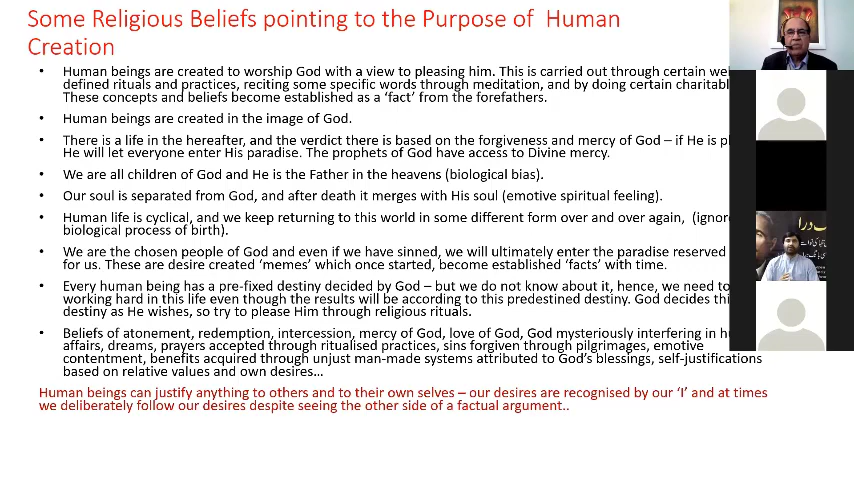 Some Religious Beliefs pointing to the Purpose of Human
Creation
• Human beings are created to worship God with a view to pleasing him. This is carried out through certain
defined rituals and practices, reciting some specific words through meditation, and by doing certain
These concepts and beliefs become established as a ‘fact’ from the forefathers.
• Human beings are created in the image of God.
• There is a life in the hereafter, and the verdict there is based on the forgiveness and mercy of God – if He is
He will let everyone enter His paradise. The prophets of God have access to Divine mercy.
• We are all children of God and He is the Father in the heavens (biological bias).
• Our soul is separated from God, and after death it merges with His soul (emotive spiritual feeling).
• Human life is cyclical, and we keep returning to this world in some different form over and over again,
biological process of birth).
• We are the chosen people of God and even if we have sinned, we will ultimately enter the paradise reserved
for us. These are desire created ‘memes’ which once started, become established ‘facts’ with time.
• Every human being has a pre-fixed destiny decided by God – but we do not know about it, hence, we need to
working hard in this life even though the results will be according to this predestined destiny. God decides
destiny as He wishes, so try to please Him through religious rituals.
• Beliefs of atonement, redemption, intercession, mercy of God, love of God, God mysteriously interfering in
affairs, dreams, prayers accepted through ritualised practices, sins forgiven through pilgrimages, emotive
contentment, benefits acquired through unjust man-made systems attributed to God’s blessings, self-justifications
based on relative values and own desires…
Human beings can justify anything to others and to their own selves – our desires are recognised by our ‘I’ and at times
we deliberately follow our desires despite seeing the other side of a factual argument..